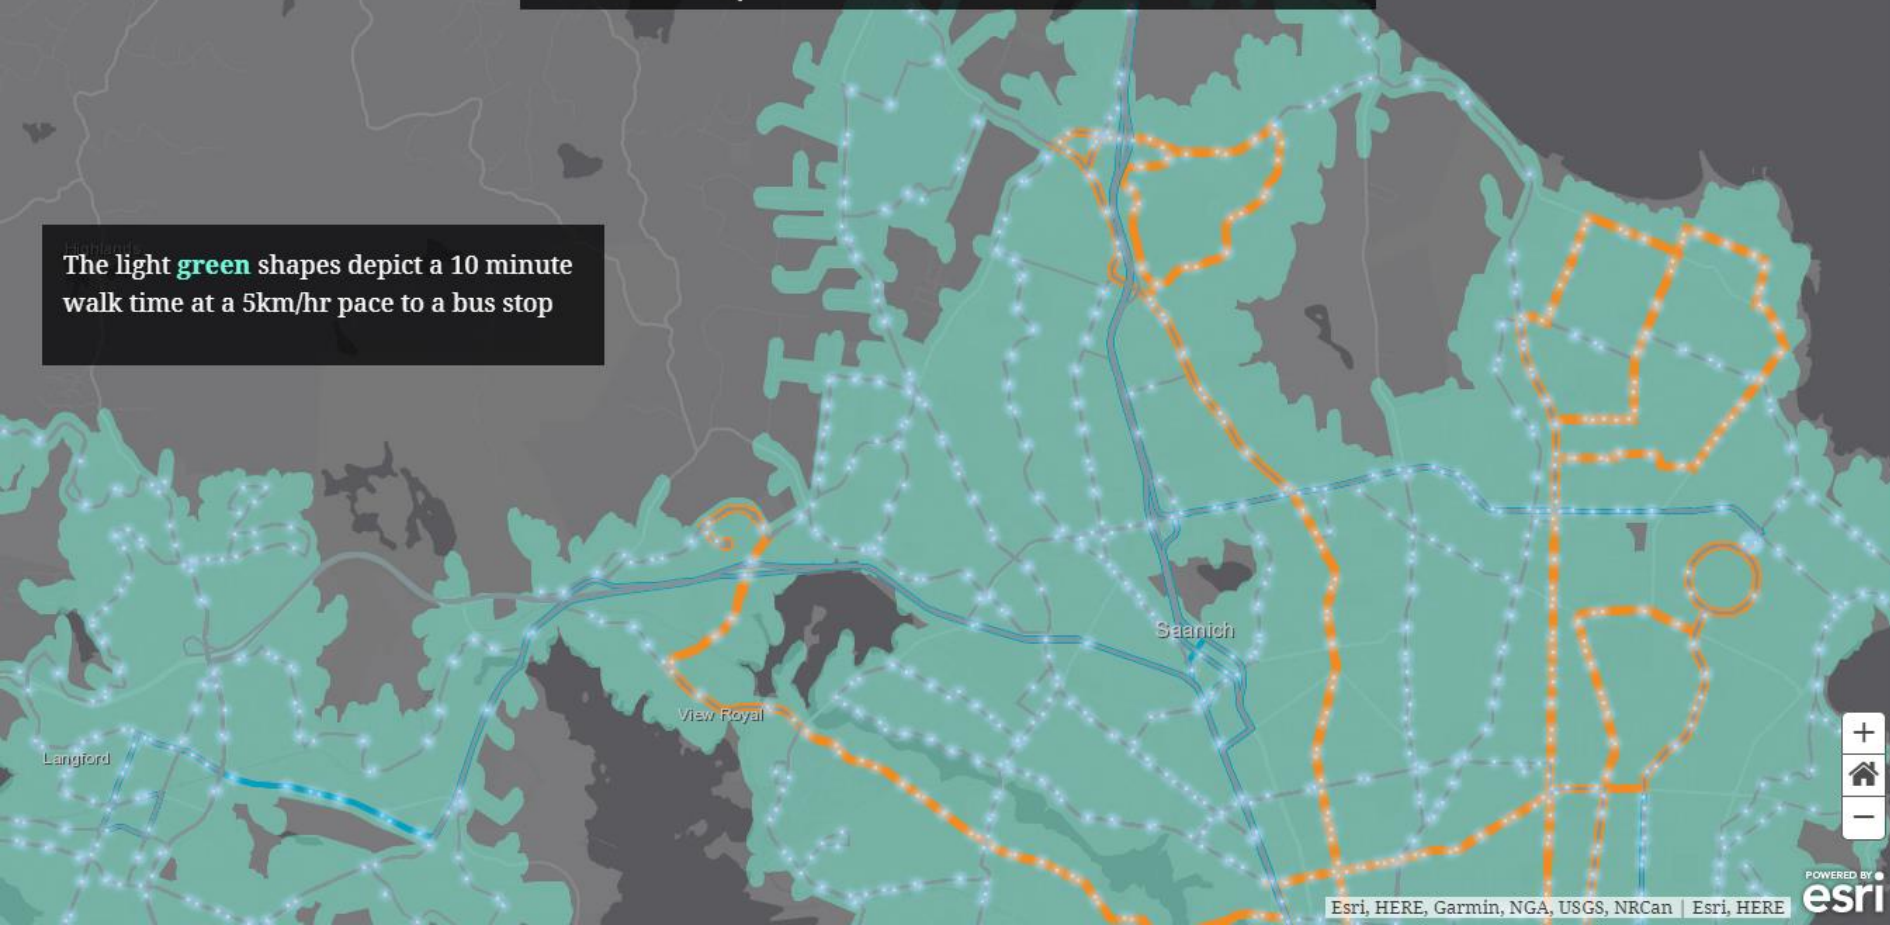 Highlands
The light green shapes depict a 10 minute
walk time at a 5km/hr pace to a bus stop
Saanich
View Royal
Langford
+
−
POWERED BY
esri
Esri, HERE, Garmin, NGA, USGS, NRCan | Esri, HERE